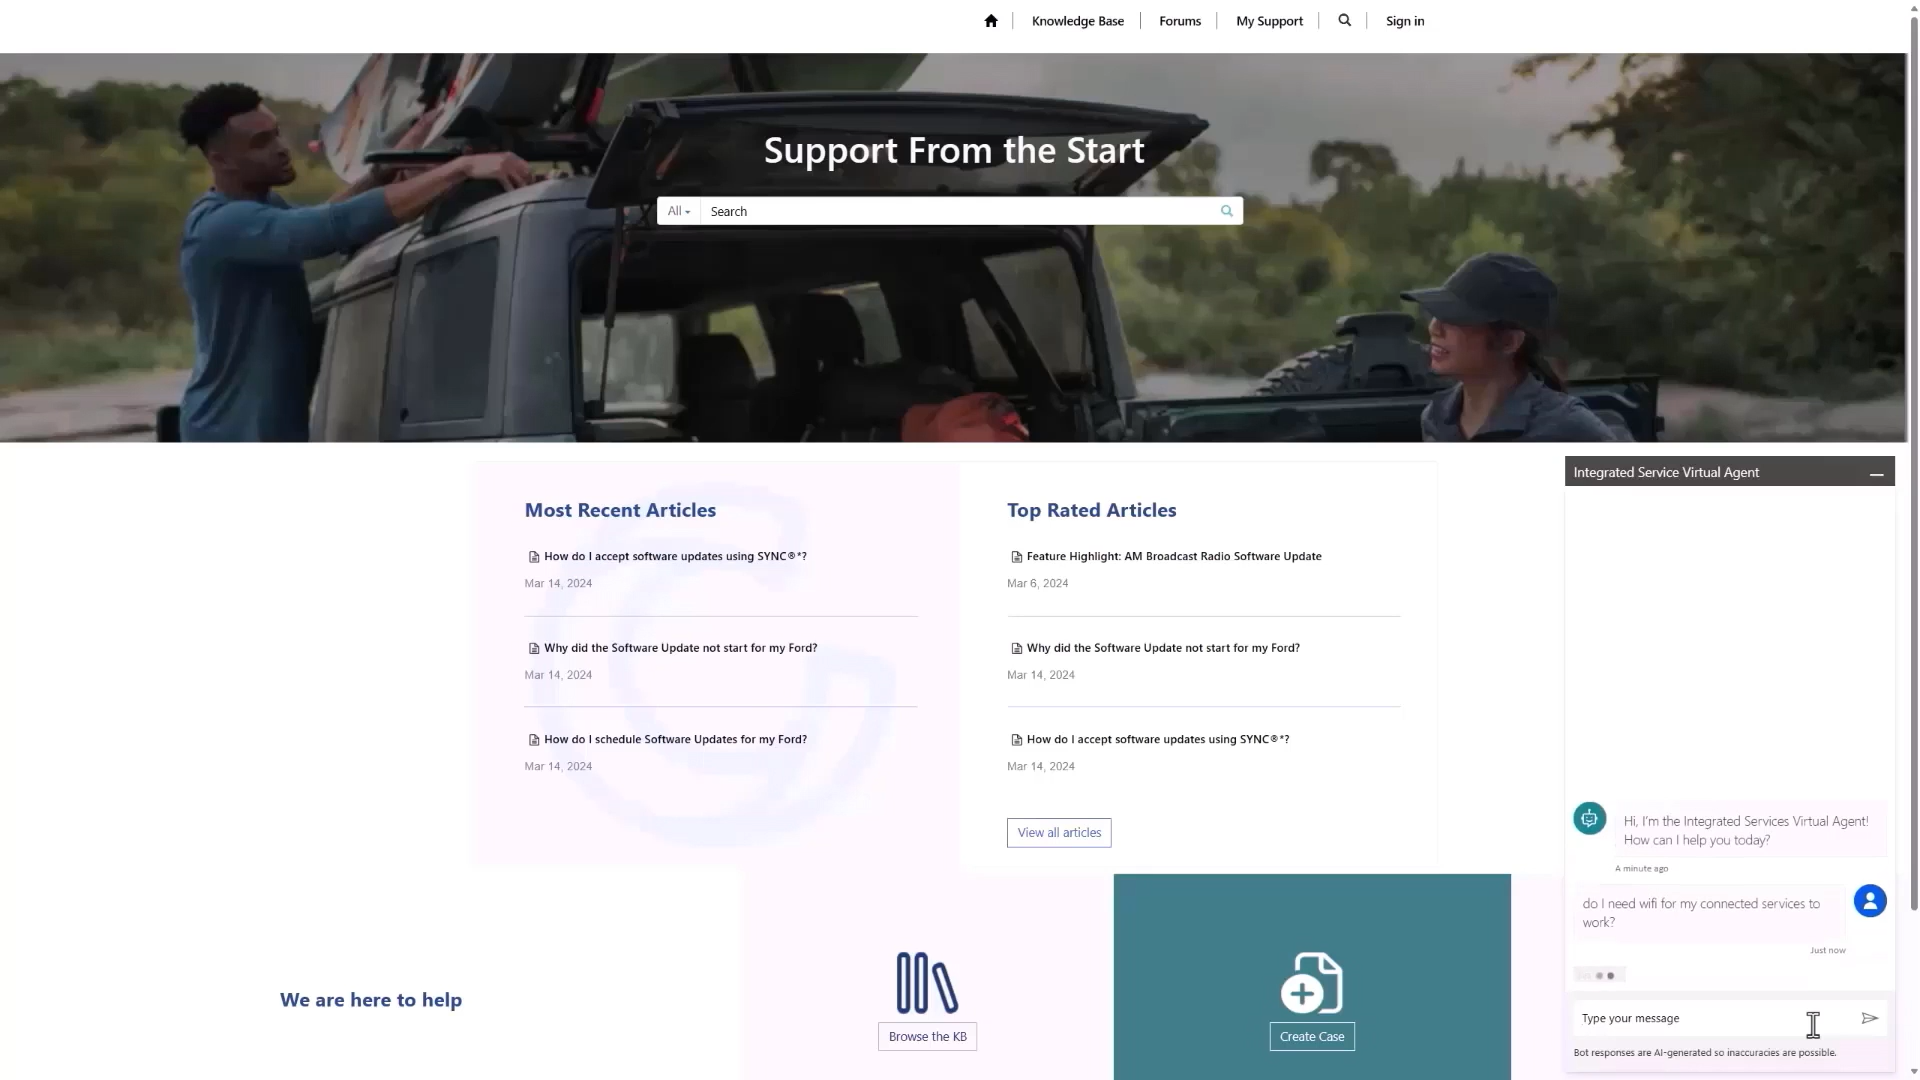 Knowledge Base
Forums
My Support
Sign in
Support From the Start
All
Search
Most Recent Articles
How do I accept software updates using SYNC®*?
Mar 14, 2024
Why did the Software Update not start for my Ford?
Mar 14, 2024
How do I schedule Software Updates for my Ford?
Mar 14, 2024
Top Rated Articles
Feature Highlight: AM Broadcast Radio Software Update
Mar 6, 2024
Why did the Software Update not start for my Ford?
Mar 14, 2024
How do I accept software updates using SYNC®*?
Mar 14, 2024
View all articles
We are here to help
Browse the KB
Create Case
Integrated Service Virtual Agent
Hi, I'm the Integrated Services Virtual Agent!
How can I help you today?
A minute ago
do I need wifi for my connected services to
work?
Just now
Type your message
Bot responses are AI-generated so inaccuracies are possible.